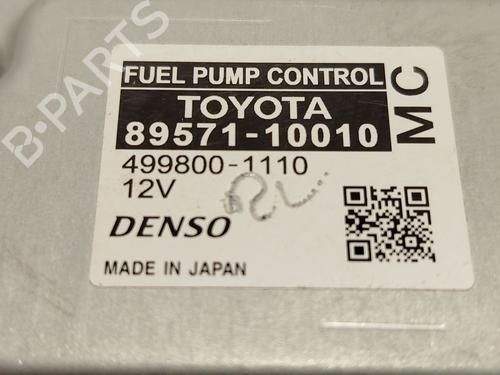 B-PARTS
FUEL PUMP CONTROL
TOYOTA
89571-10010
MC
499800-1110
12V
DENSO
MADE IN JAPAN